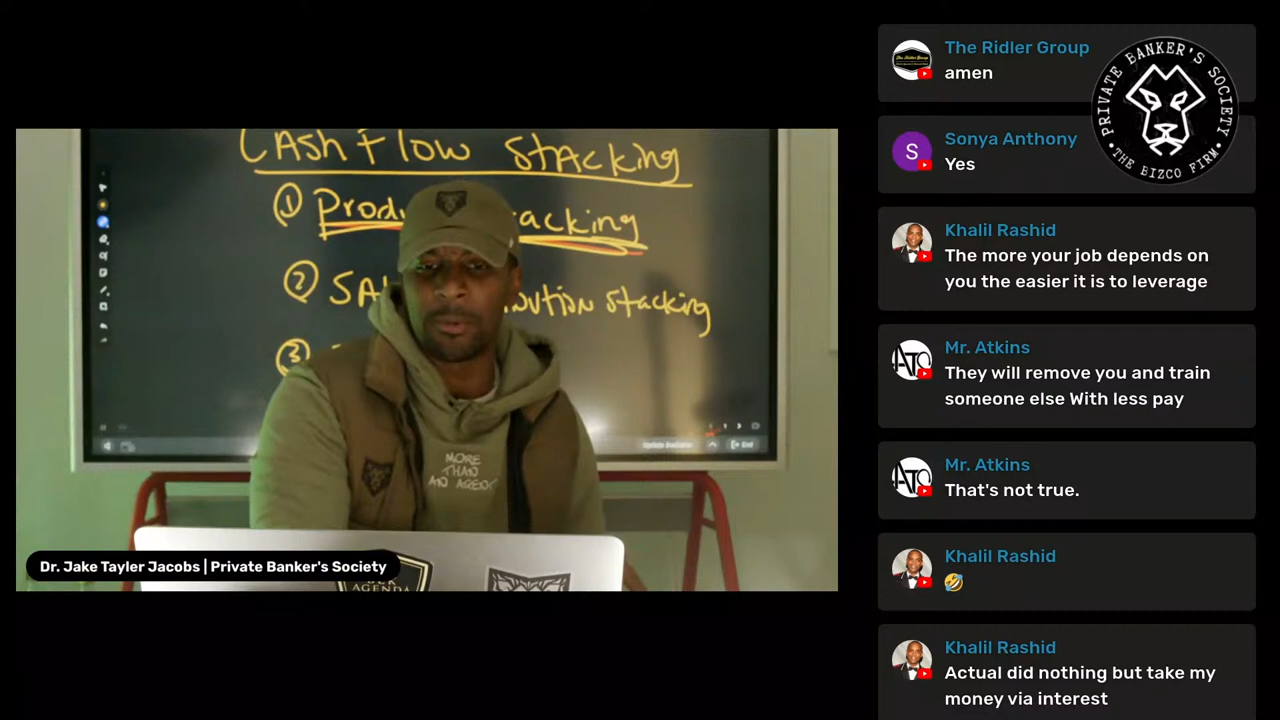 CASH Flow Stacking
① Stacking
② bution stacking
③
MORE
THAN
AN AGENT
AGENDA
Dr. Jake Tayler Jacobs | Private Banker's Society
The Ridler Group
amen
PRIVATE BANKER'S SOCIETY
• THE BIZCO FIRM •
S
Sonya Anthony
Yes
Khalil Rashid
The more your job depends on
you the easier it is to leverage
Mr. Atkins
They will remove you and train
someone else With less pay
Mr. Atkins
That's not true.
Khalil Rashid
🤣
Khalil Rashid
Actual did nothing but take my
money via interest